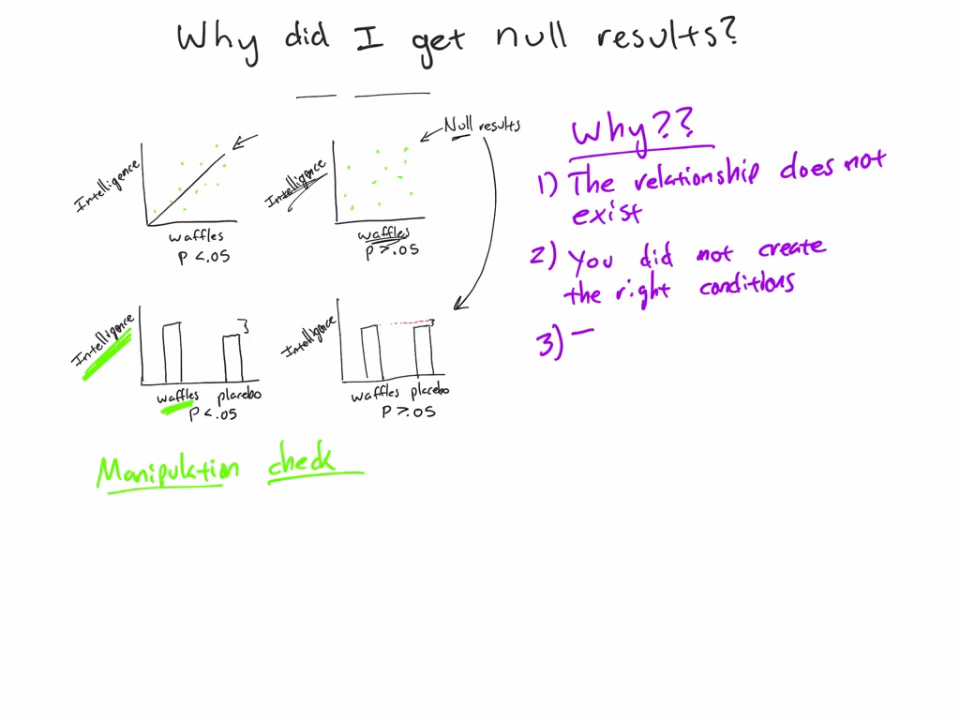 Why did I get null results?
Null results
Intelligence
waffles
P <.05
Intelligence
waffles
P >.05
Intelligence
waffles placebo
P <.05
Intelligence
waffles placebo
P >.05
Manipulation check
Why??
1) The relationship does not
exist
2) You did not create
the right conditions
3)